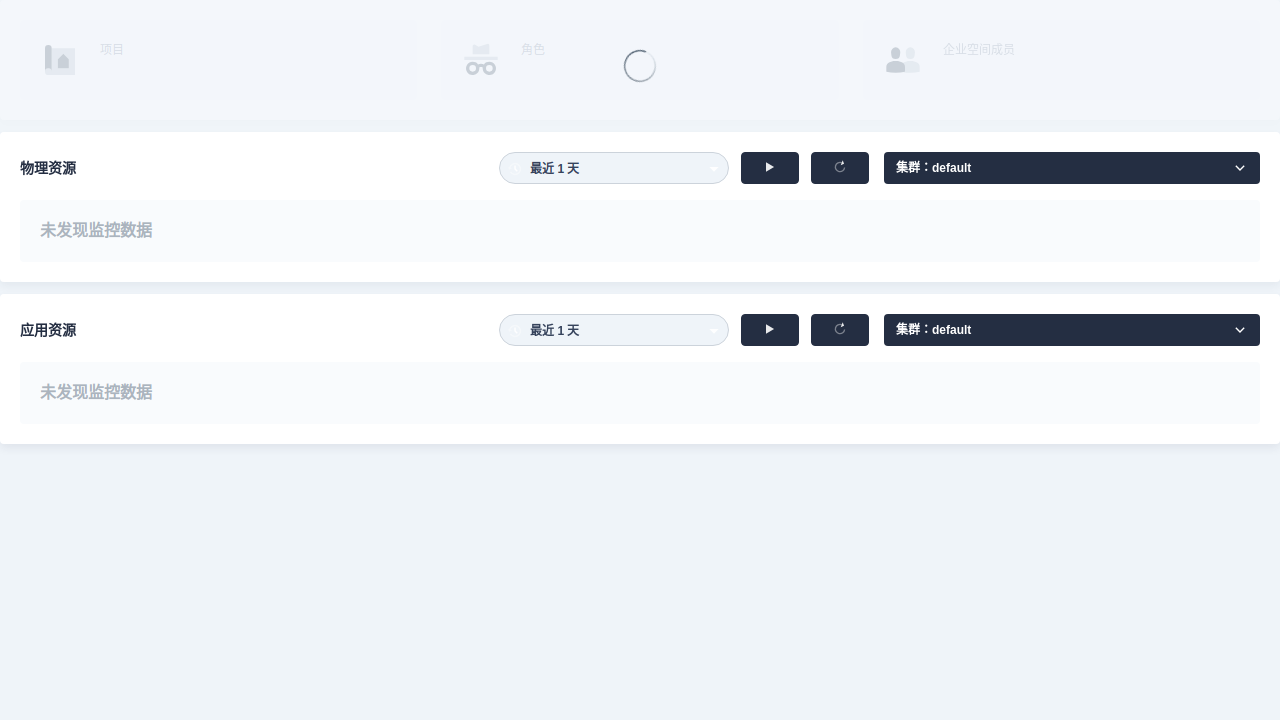 项目
角色
企业空间成员
物理资源
最近 1 天
集群：default
未发现监控数据
应用资源
最近 1 天
集群：default
未发现监控数据